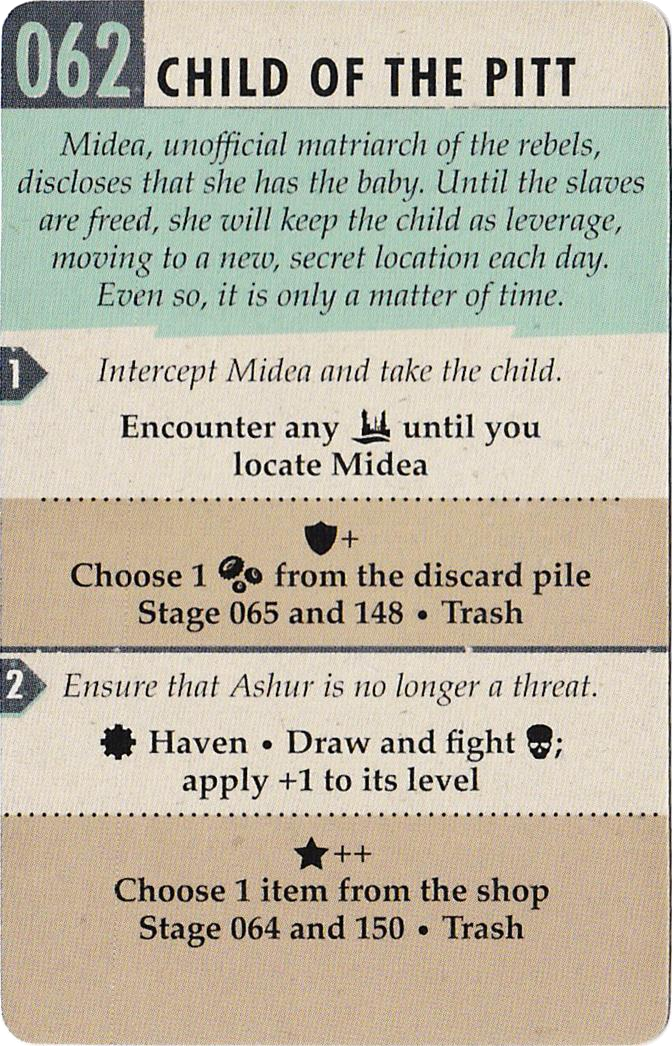 062 CHILD OF THE PITT
Midea, unofficial matriarch of the rebels,
discloses that she has the baby. Until the slaves
are freed, she will keep the child as leverage,
moving to a new, secret location each day.
Even so, it is only a matter of time.
1 Intercept Midea and take the child.
Encounter any until you
locate Midea
+
Choose 1 from the discard pile
Stage 065 and 148 • Trash
2 Ensure that Ashur is no longer a threat.
Haven • Draw and fight ;
apply +1 to its level
★++
Choose 1 item from the shop
Stage 064 and 150 • Trash